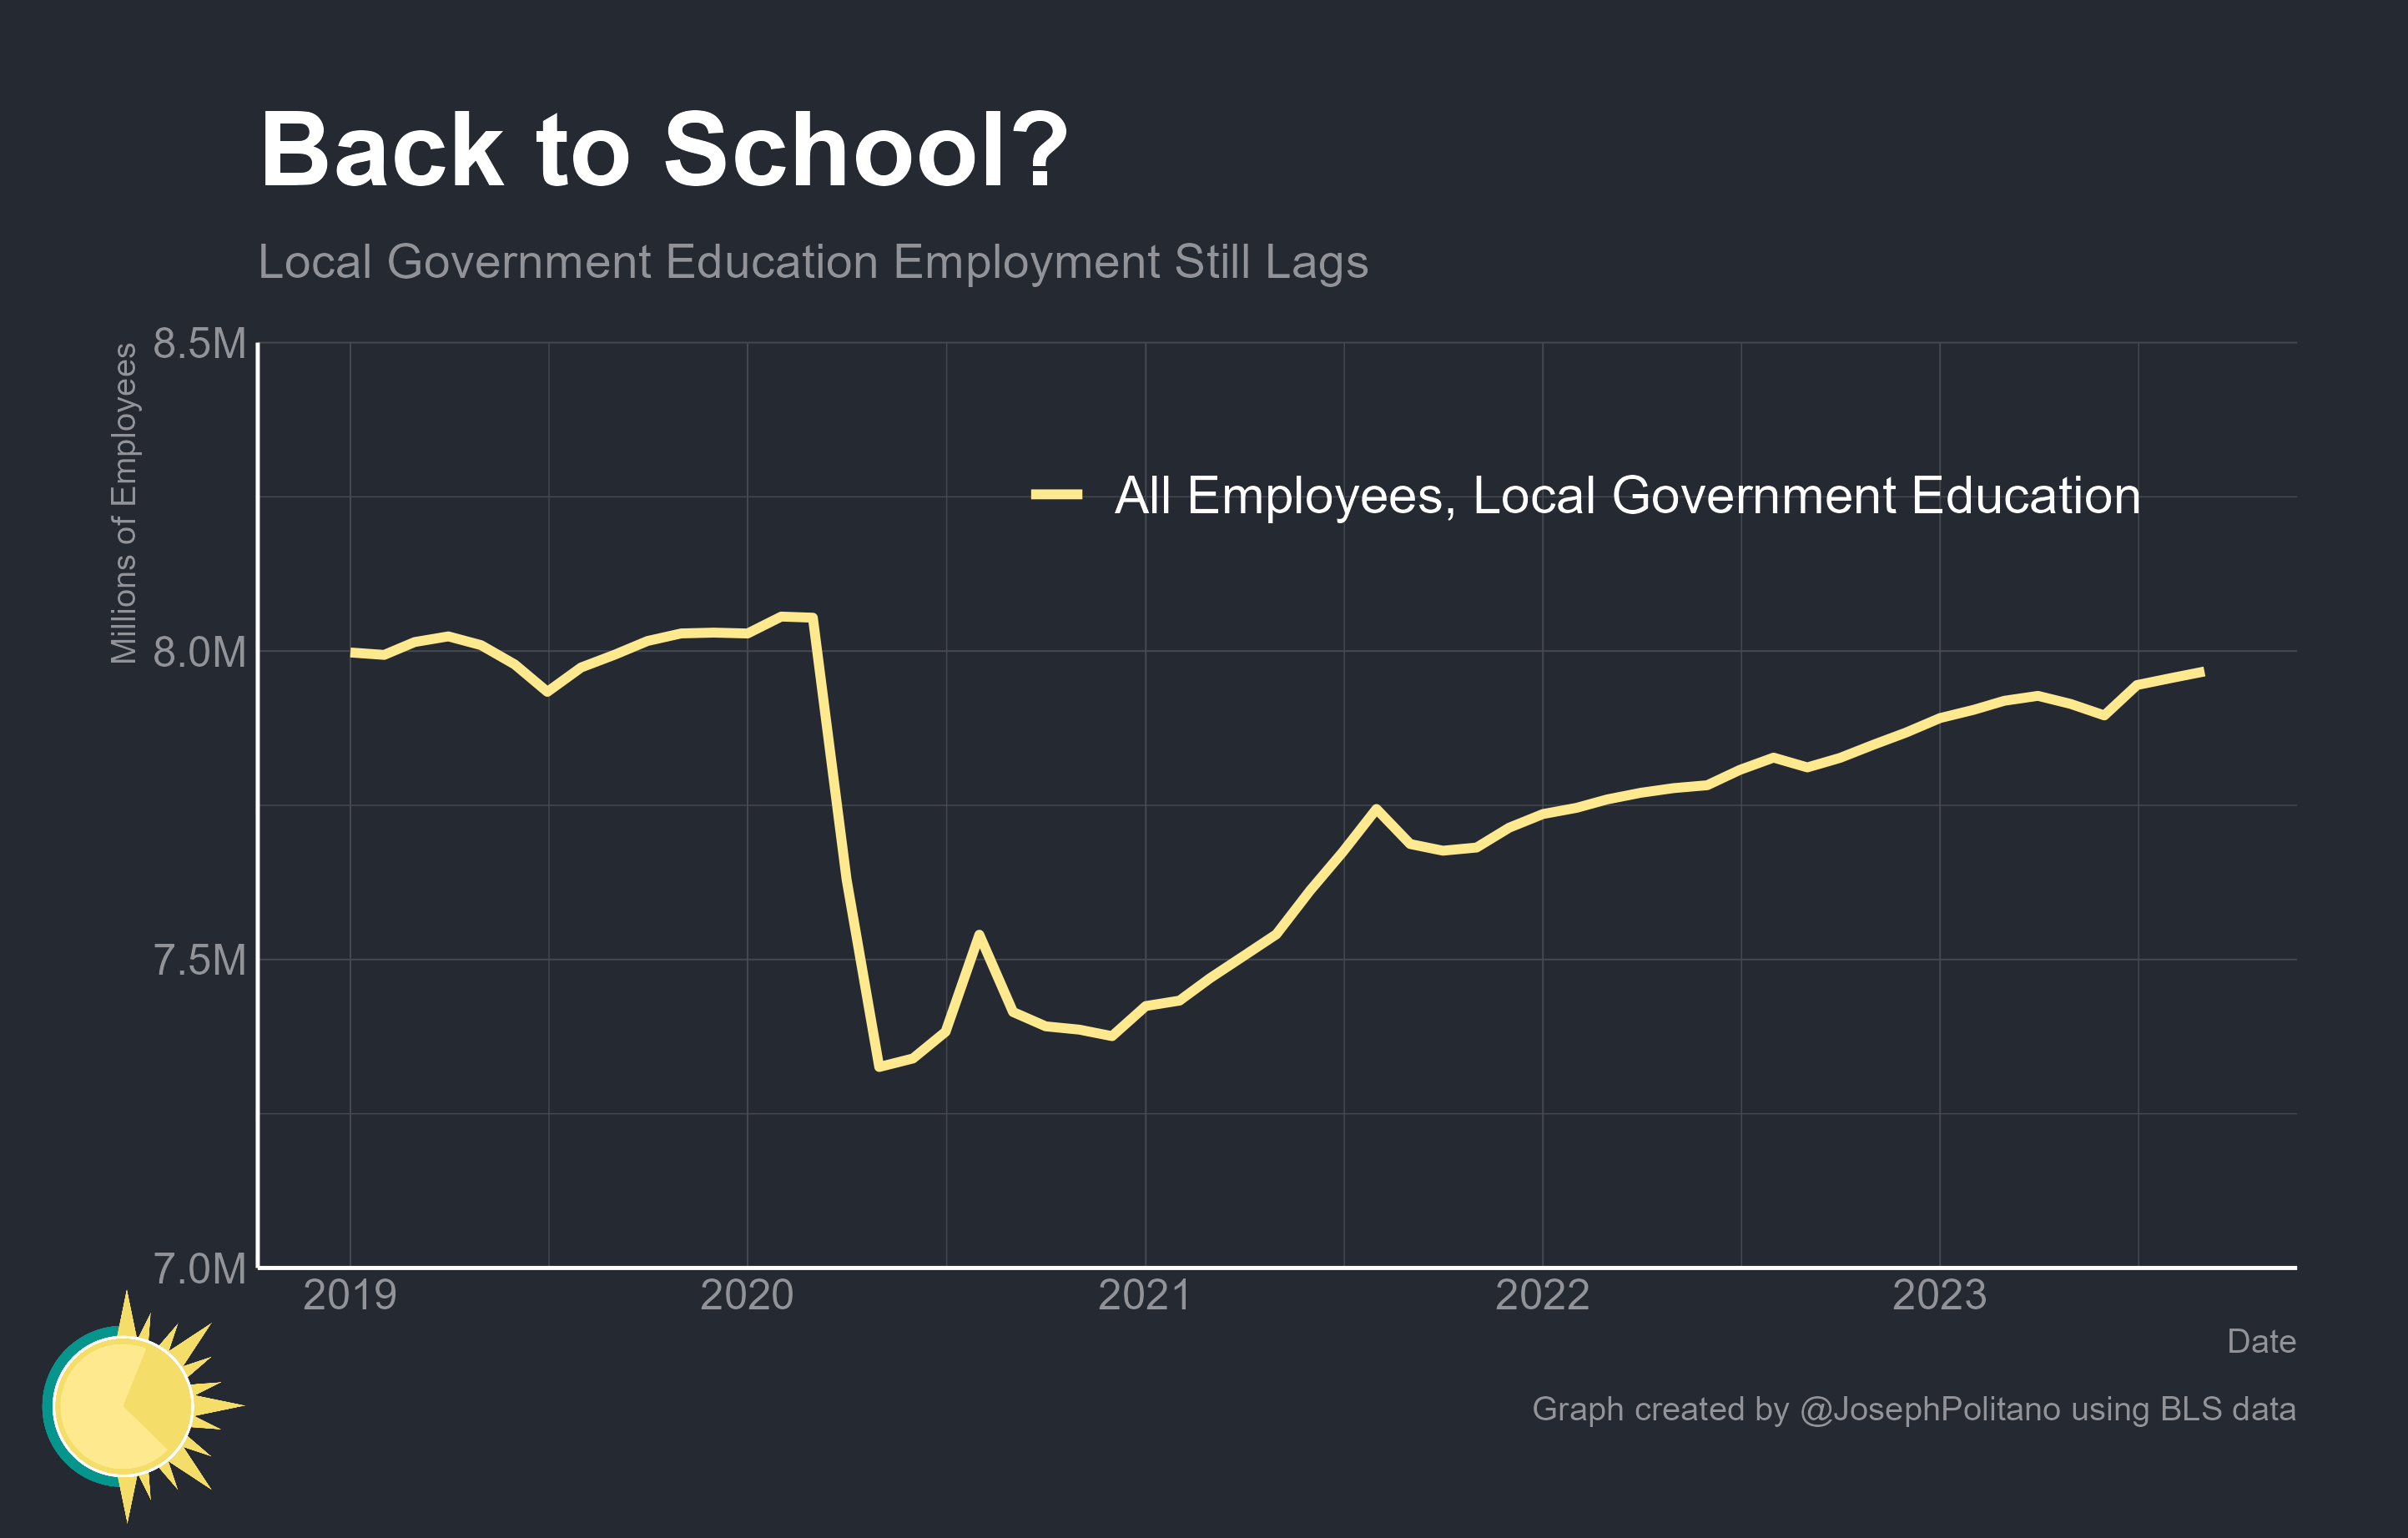 Back to School?
Local Government Education Employment Still Lags
Millions of Employees
8.5M
8.0M
7.5M
7.0M
All Employees, Local Government Education
2019
2020
2021
2022
2023
Date
Graph created by @JosephPolitano using BLS data